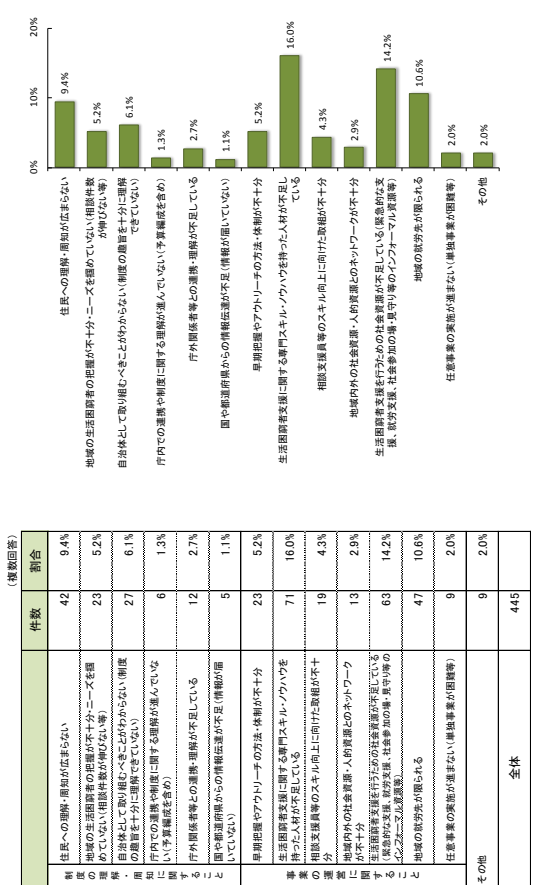 (複数回答)
件数
割合
制度の理解・周知に関すること
住民への理解・周知が広まらない
42
9.4%
地域の生活困窮者の把握が不十分・ニーズを掴
めていない(相談件数が伸びない等)
23
5.2%
自治体として取り組むべきことがわからない(制度
の趣旨を十分に理解できていない)
27
6.1%
庁内での連携や制度に関する理解が進んでいな
い(予算編成を含め)
6
1.3%
庁外関係者等との連携・理解が不足している
12
2.7%
国や都道府県からの情報伝達が不足(情報が届
いていない)
5
1.1%
事業の運営に関すること
早期把握やアウトリーチの方法・体制が不十分
23
5.2%
生活困窮者支援に関する専門スキル・ノウハウを
持った人材が不足している
71
16.0%
相談支援員等のスキル向上に向けた取組が不十
分
19
4.3%
地域内外の社会資源・人的資源とのネットワーク
が不十分
13
2.9%
生活困窮者支援を行うための社会資源が不足している
(緊急的な支援、就労支援、社会参加の場・見守り等の
インフォーマル資源等)
63
14.2%
地域の就労先が限られる
47
10.6%
任意事業の実施が進まない(単独事業が困難等)
9
2.0%
その他
9
2.0%
全体
445
0%
10%
20%
住民への理解・周知が広まらない
9.4%
地域の生活困窮者の把握が不十分・ニーズを掴めていない(相談件数
が伸びない等)
5.2%
自治体として取り組むべきことがわからない(制度の趣旨を十分に理解
できていない)
6.1%
庁内での連携や制度に関する理解が進んでいない(予算編成を含め)
1.3%
庁外関係者等との連携・理解が不足している
2.7%
国や都道府県からの情報伝達が不足(情報が届いていない)
1.1%
早期把握やアウトリーチの方法・体制が不十分
5.2%
生活困窮者支援に関する専門スキル・ノウハウを持った人材が不足し
ている
16.0%
相談支援員等のスキル向上に向けた取組が不十分
4.3%
地域内外の社会資源・人的資源とのネットワークが不十分
2.9%
生活困窮者支援を行うための社会資源が不足している(緊急的な支
援、就労支援、社会参加の場・見守り等のインフォーマル資源等)
14.2%
地域の就労先が限られる
10.6%
任意事業の実施が進まない(単独事業が困難等)
2.0%
その他
2.0%